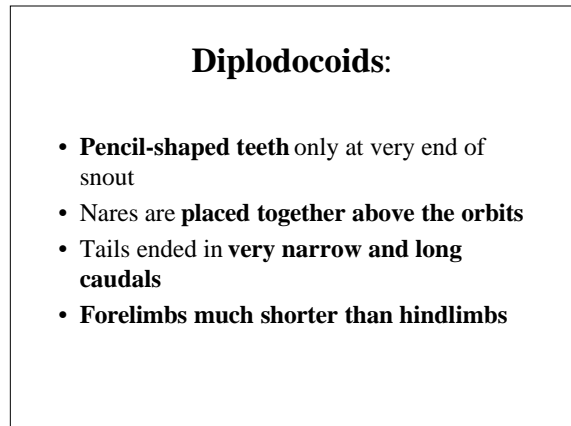 Diplodocoids:
• Pencil-shaped teeth only at very end of
snout
• Nares are placed together above the orbits
• Tails ended in very narrow and long
caudals
• Forelimbs much shorter than hindlimbs